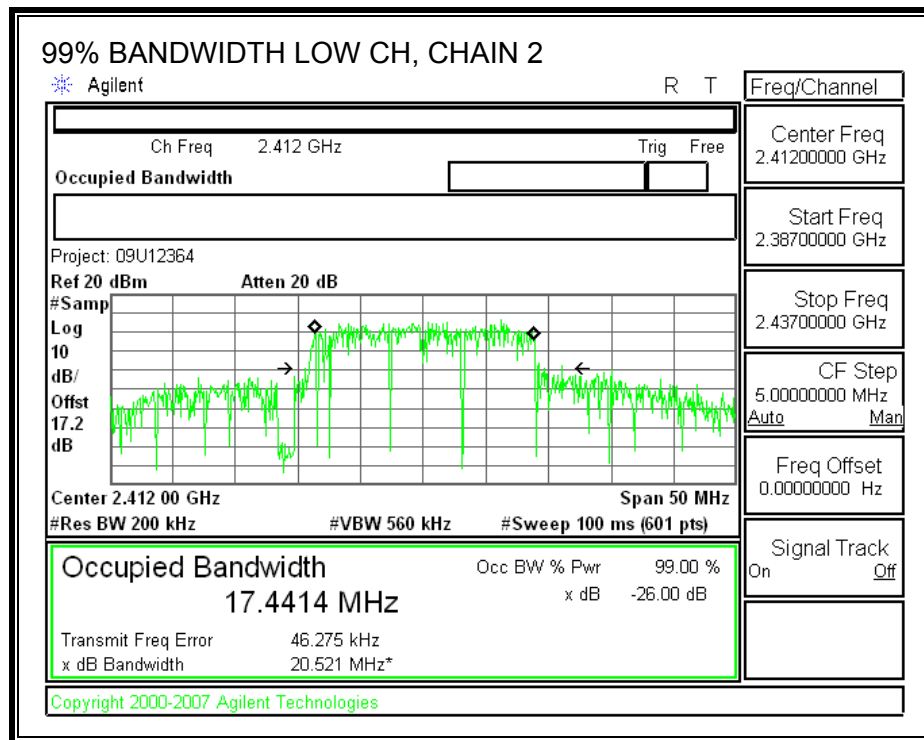 99% BANDWIDTH LOW CH, CHAIN 2
Agilent R T
Freq/Channel
Ch Freq 2.412 GHz Trig Free
Occupied Bandwidth
Project: 09U12364
Ref 20 dBm Atten 20 dB
#Samp
Log
10
dB/
Offst
17.2
dB
Center 2.412 00 GHz Span 50 MHz
#Res BW 200 kHz #VBW 560 kHz #Sweep 100 ms (601 pts)
Occupied Bandwidth
17.4414 MHz
Occ BW % Pwr 99.00 %
x dB -26.00 dB
Transmit Freq Error 46.275 kHz
x dB Bandwidth 20.521 MHz*
Copyright 2000-2007 Agilent Technologies
Center Freq
2.41200000 GHz
Start Freq
2.38700000 GHz
Stop Freq
2.43700000 GHz
CF Step
5.00000000 MHz
Auto Man
Freq Offset
0.00000000 Hz
Signal Track
On Off